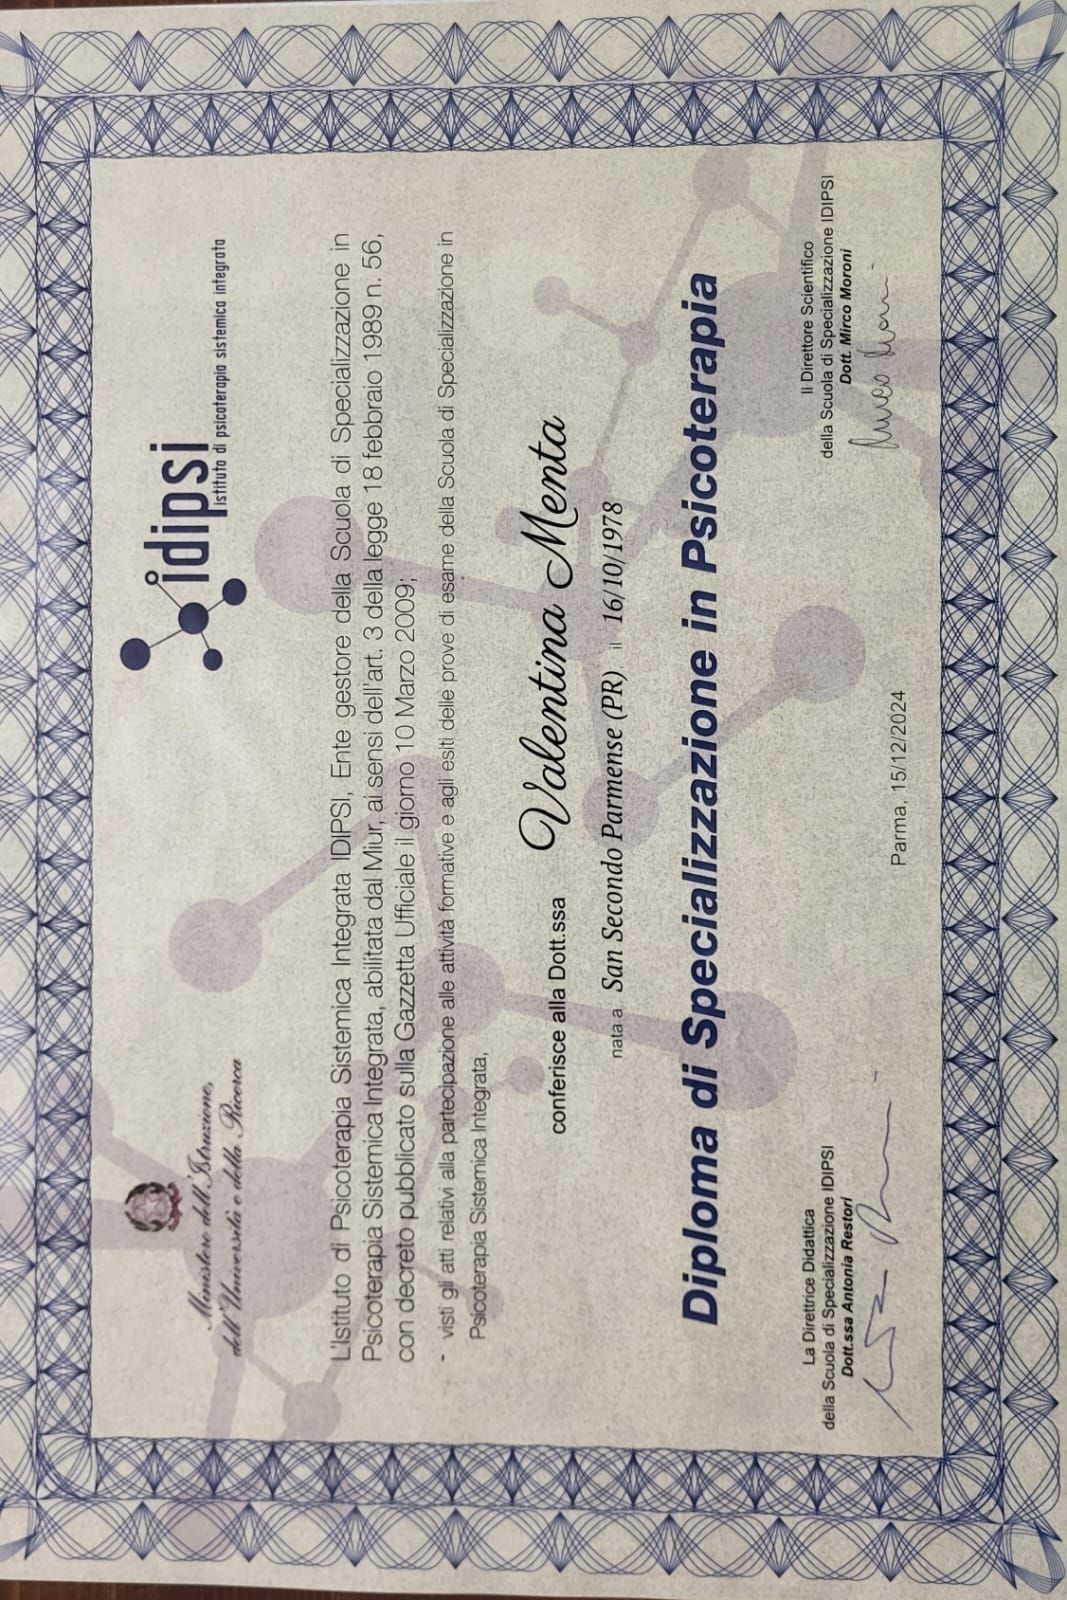 Ministero dell'Istruzione,
dell'Università e della Ricerca
idipsi
istituto di psicoterapia sistemica integrata
L'Istituto di Psicoterapia Sistemica Integrata IDIPSI, Ente gestore della Scuola di Specializzazione in
Psicoterapia Sistemica Integrata, abilitata dal Miur, ai sensi dell'art. 3 della legge 18 febbraio 1989 n. 56,
con decreto pubblicato sulla Gazzetta Ufficiale il giorno 10 Marzo 2009;
- visti gli atti relativi alla partecipazione alle attività formative e agli esiti delle prove di esame della Scuola di Specializzazione in
Psicoterapia Sistemica Integrata,
conferisce alla Dott.ssa Valentina Menta
nata a San Secondo Parmense (PR) il 16/10/1978
Diploma di Specializzazione in Psicoterapia
La Direttrice Didattica
della Scuola di Specializzazione IDIPSI
Dott.ssa Antonia Restori
Il Direttore Scientifico
della Scuola di Specializzazione IDIPSI
Dott. Mirco Moroni
Parma, 15/12/2024